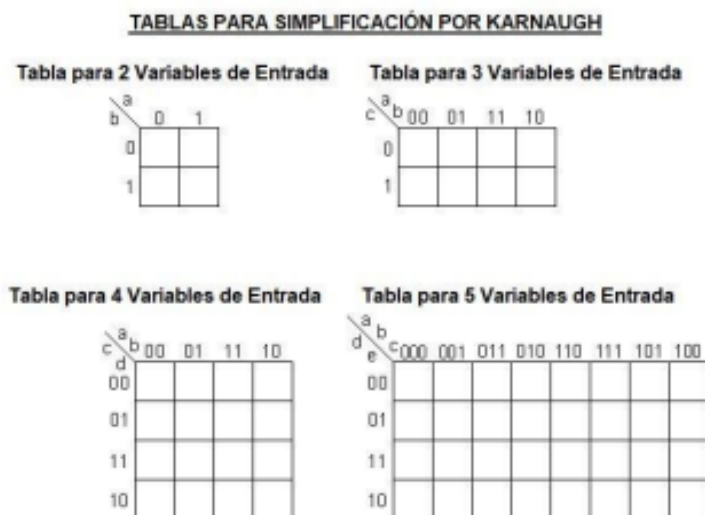 TABLAS PARA SIMPLIFICACIÓN POR KARNAUGH
Tabla para 2 Variables de Entrada
a
b 0 1
0
1
Tabla para 3 Variables de Entrada
a
c b 00 01 11 10
0
1
Tabla para 4 Variables de Entrada
a
c b 00 01 11 10
d
00
01
11
10
Tabla para 5 Variables de Entrada
a
d b
e c 000 001 011 010 110 111 101 100
00
01
11
10